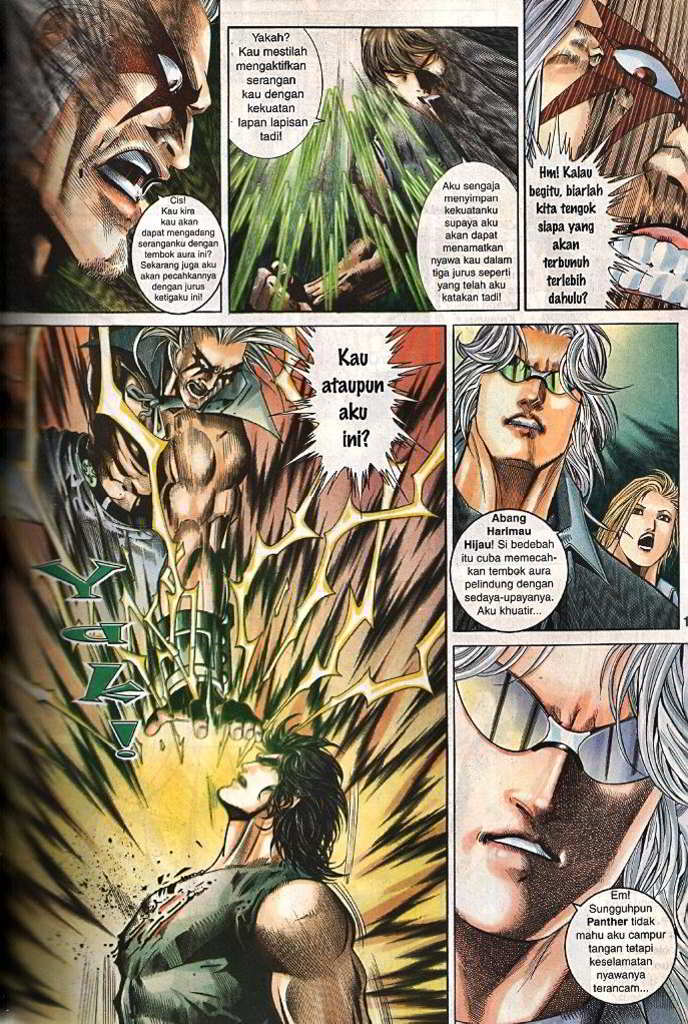 Cis!
Kau kira
kau akan
dapat mengadang
seranganku dengan
tembok aura ini?
Sekarang juga aku
akan pecahkannya
dengan jurus
ketigaku ini!
Yakah?
Kau mestilah
mengaktifkan
serangan
kau dengan
kekuatan
lapan lapisan
tadi!
Aku sengaja
menyimpan
kekuatanku
supaya aku
akan dapat
menamatkan
nyawa kau dalam
tiga jurus seperti
yang telah aku
katakan tadi!
Hm! Kalau
begitu, biarlah
kita tengok
siapa yang
akan
terbunuh
terlebih
dahulu?
Kau
ataupun
aku
ini?
Yak!
Abang
Harimau
Hijau! Si bedebah
itu cuba memecah-
kan tembok aura
pelindung dengan
sedaya-upayanya.
Aku khuatir...
Em!
Sungguhpun
Panther tidak
mahu aku campur
tangan tetapi
keselamatan
nyawanya
terancam...